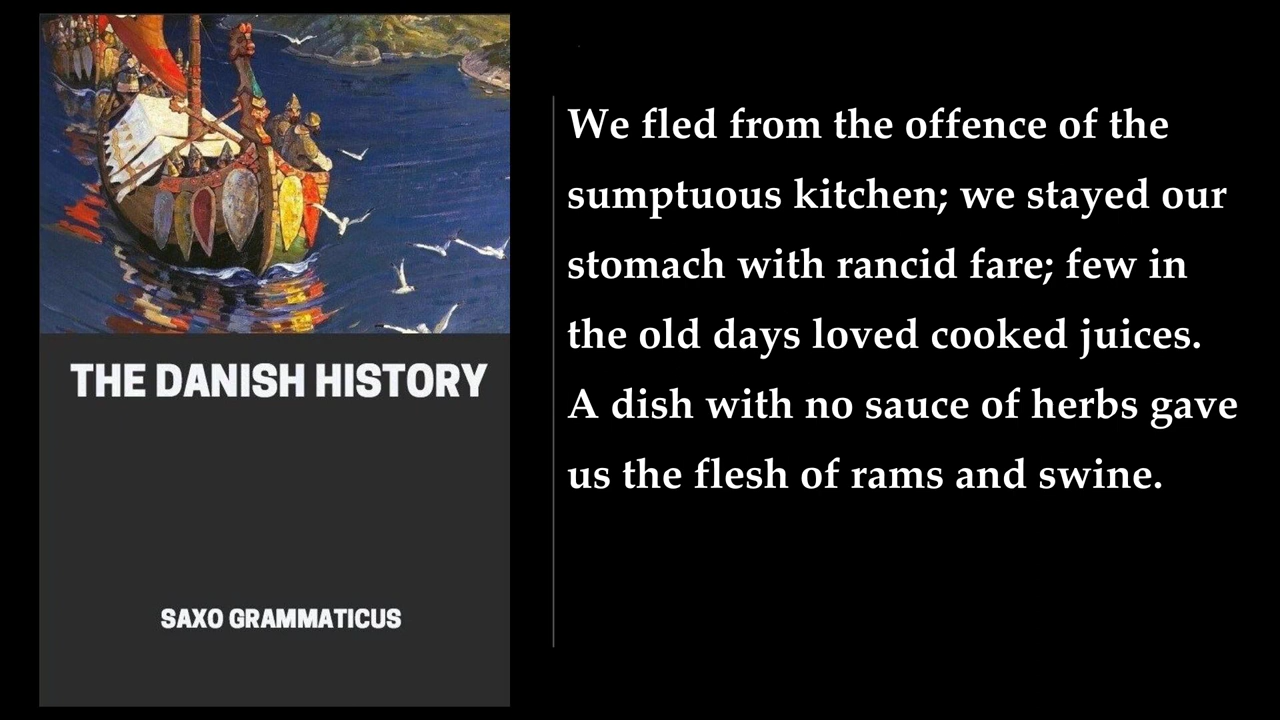 THE DANISH HISTORY
SAXO GRAMMATICUS
We fled from the offence of the
sumptuous kitchen; we stayed our
stomach with rancid fare; few in
the old days loved cooked juices.
A dish with no sauce of herbs gave
us the flesh of rams and swine.